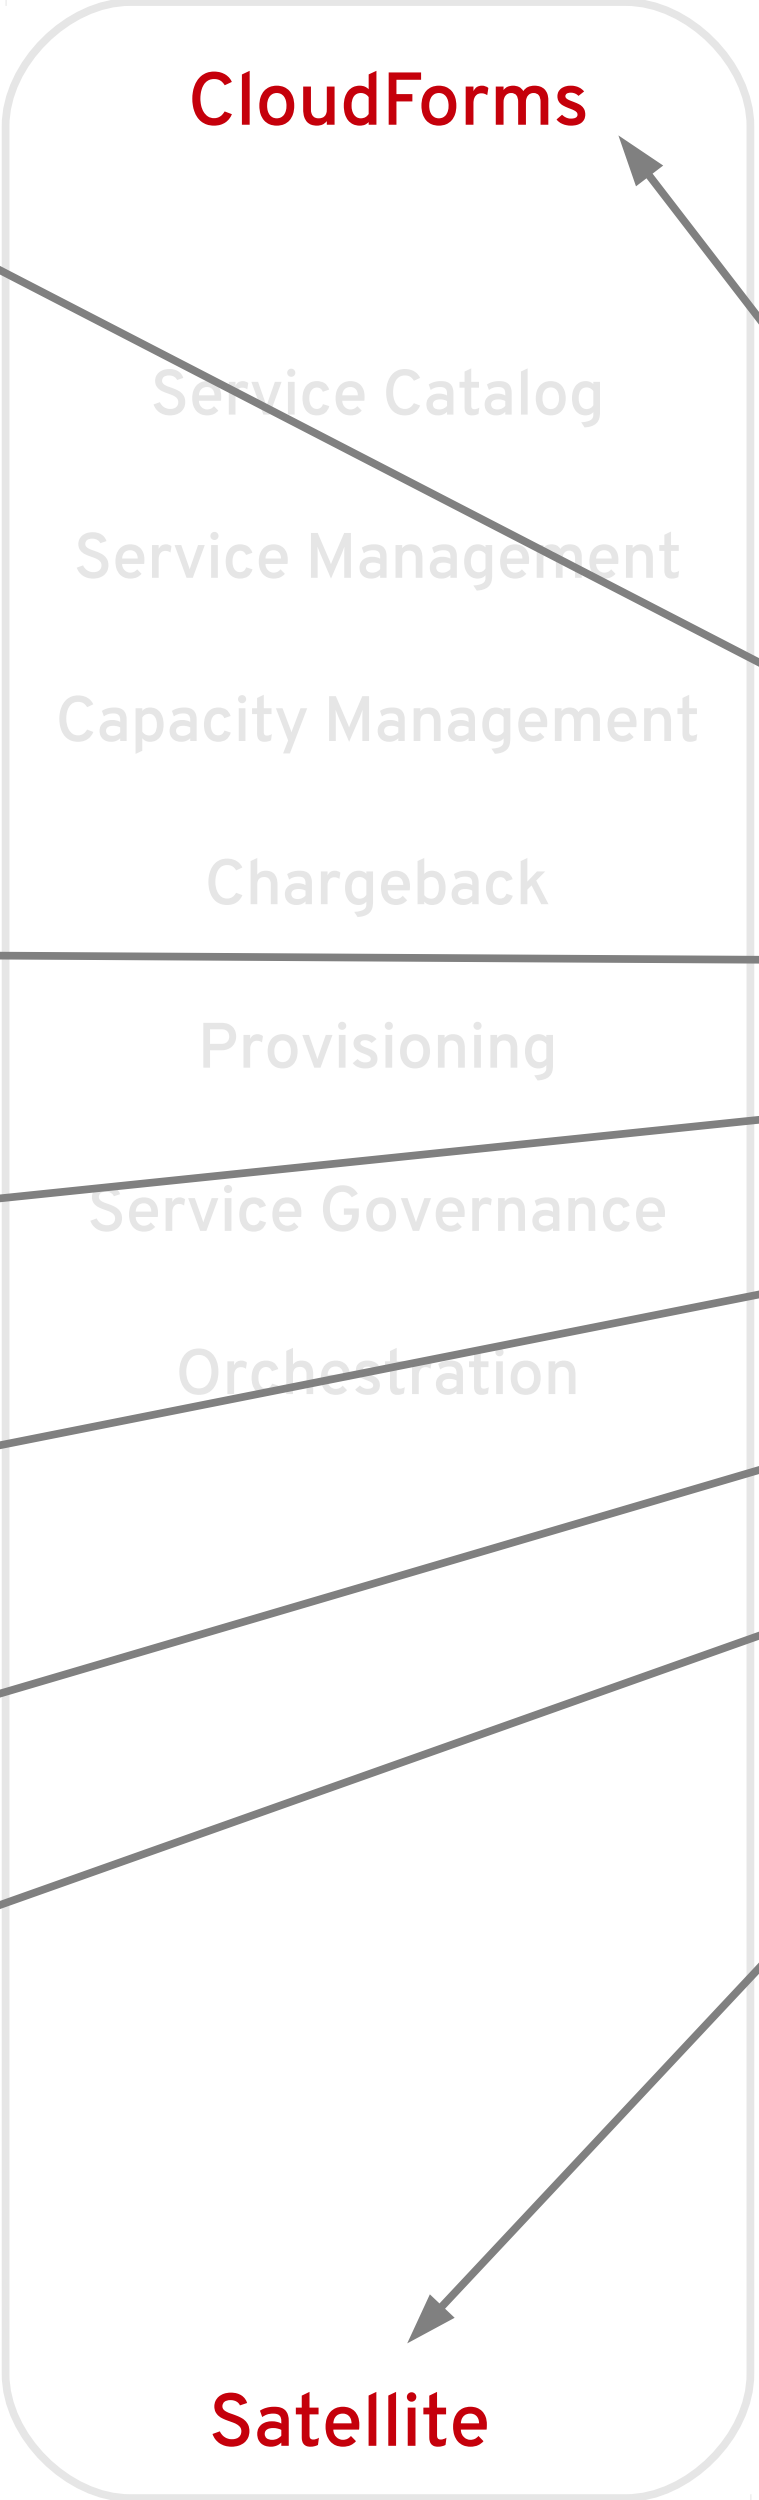 CloudForms
Service Catalog
Service Management
Capacity Management
Chargeback
Provisioning
Service Governance
Orchestration
Satellite